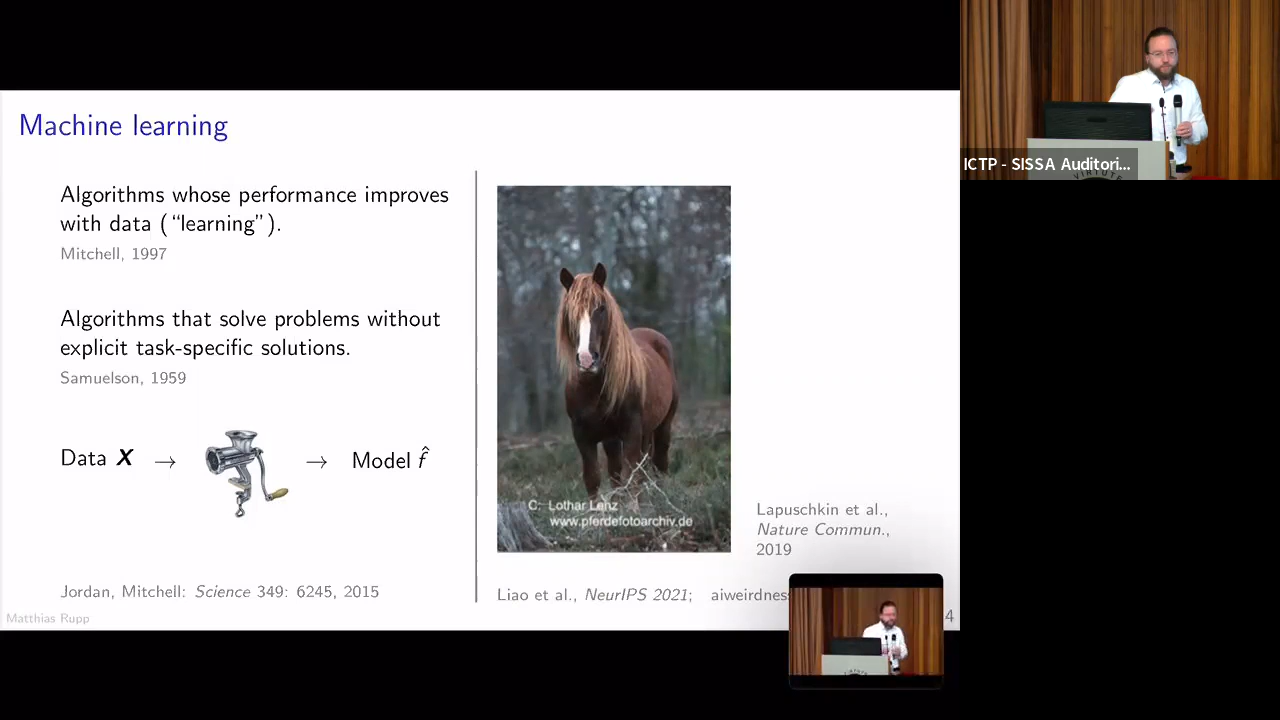 Machine learning
Algorithms whose performance improves
with data (“learning”).
Mitchell, 1997
Algorithms that solve problems without
explicit task-specific solutions.
Samuelson, 1959
Data X → → Model f̂
Jordan, Mitchell: Science 349: 6245, 2015
Matthias Rupp
C: Lothar Lenz
www.pferdefotoarchiv.de
Lapuschkin et al.,
Nature Commun.,
2019
Liao et al., NeurIPS 2021; aiweirdness
4
ICTP - SISSA Auditori...
VIRTUTE